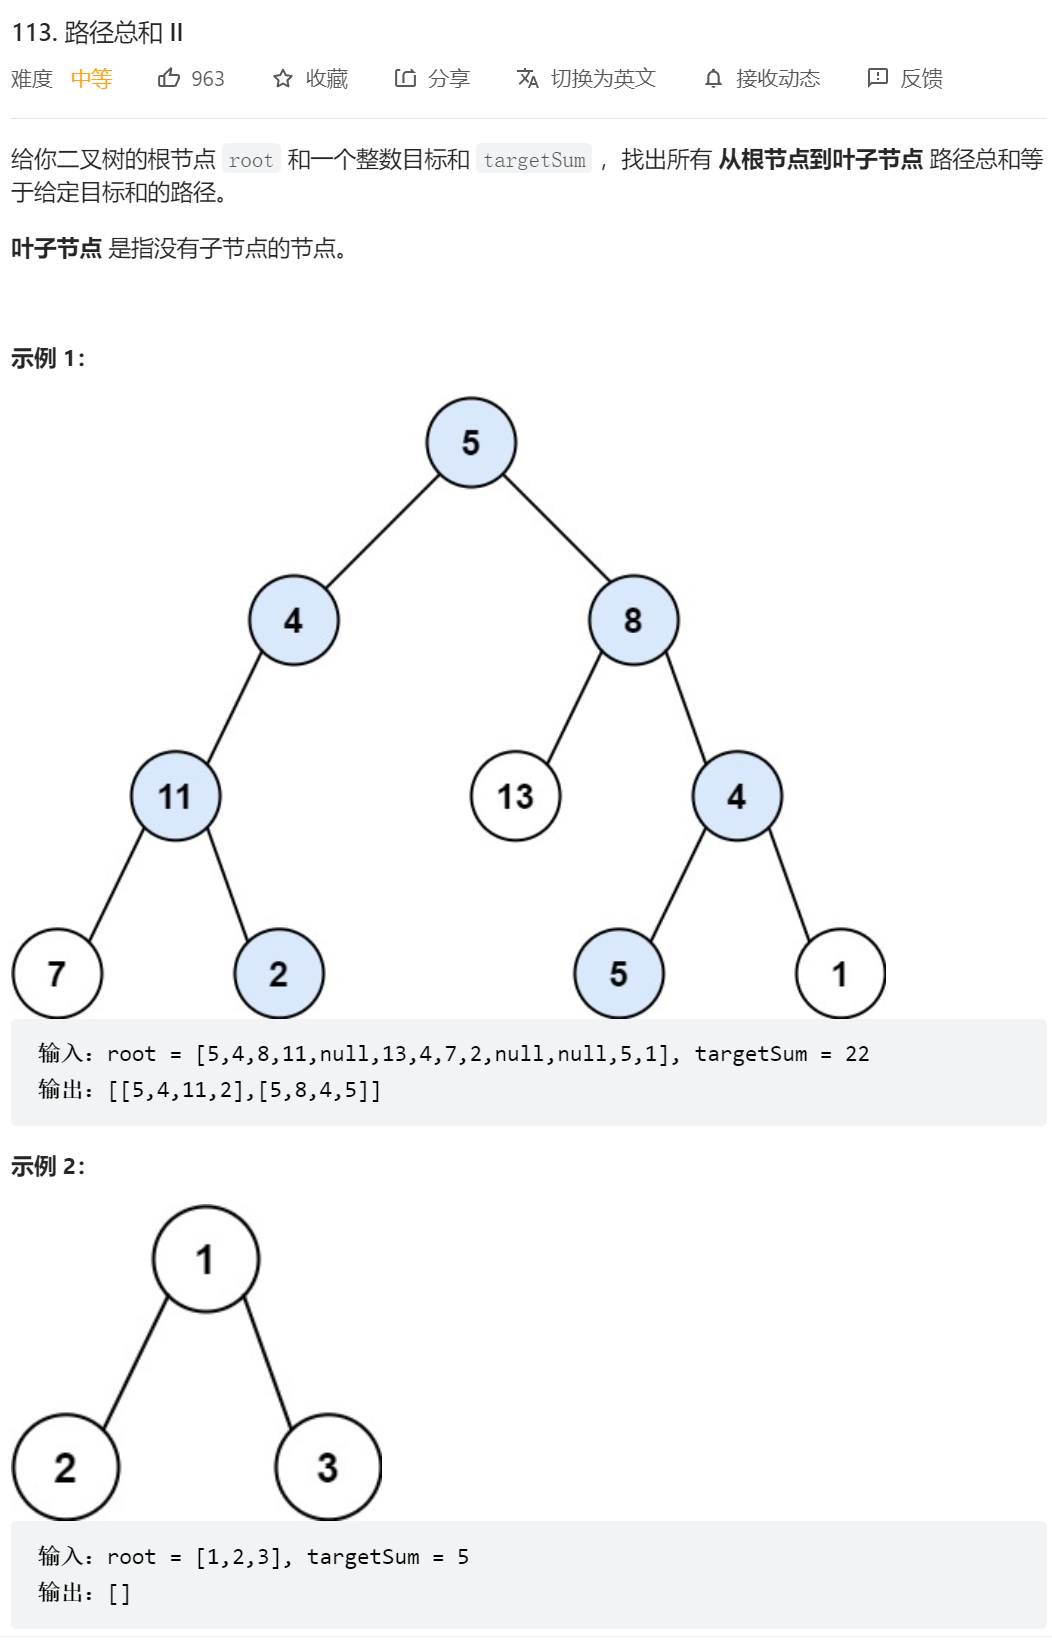 113. 路径总和 II
难度 中等 963 收藏 分享 切换为英文 接收动态 反馈
给你二叉树的根节点 root 和一个整数目标和 targetSum ，找出所有 从根节点到叶子节点 路径总和等
于给定目标和的路径。
叶子节点 是指没有子节点的节点。
示例 1：
5
4 8
11 13 4
7 2 5 1
输入：root = [5,4,8,11,null,13,4,7,2,null,null,5,1], targetSum = 22
输出：[[5,4,11,2],[5,8,4,5]]
示例 2：
1
2 3
输入：root = [1,2,3], targetSum = 5
输出：[]